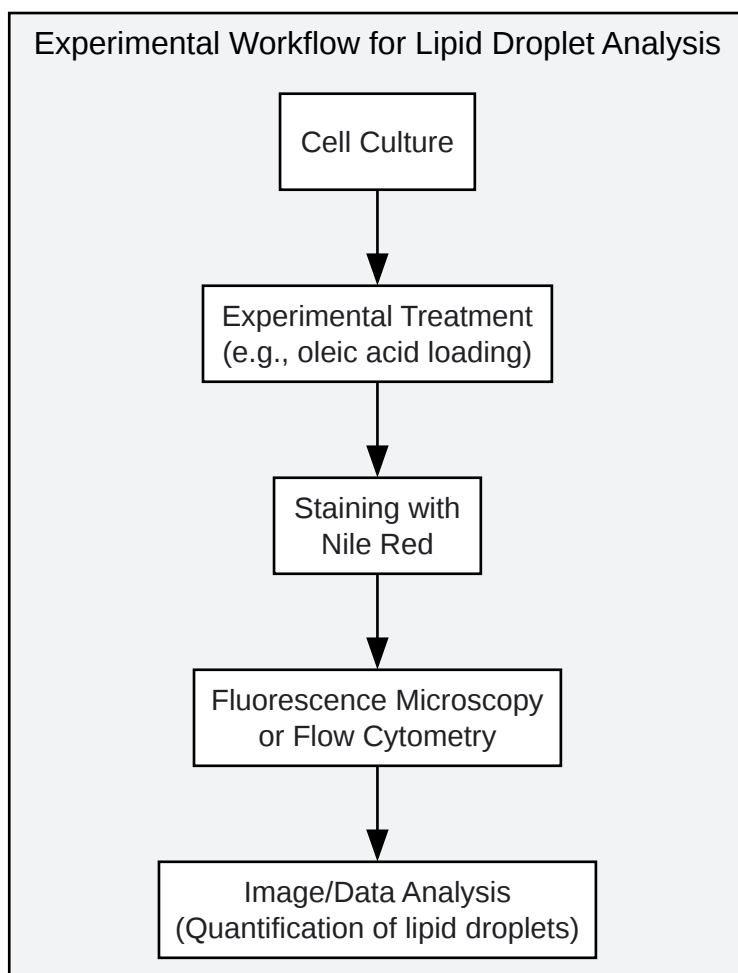 Experimental Workflow for Lipid Droplet Analysis
Cell Culture
Experimental Treatment
(e.g., oleic acid loading)
Staining with
Nile Red
Fluorescence Microscopy
or Flow Cytometry
Image/Data Analysis
(Quantification of lipid droplets)